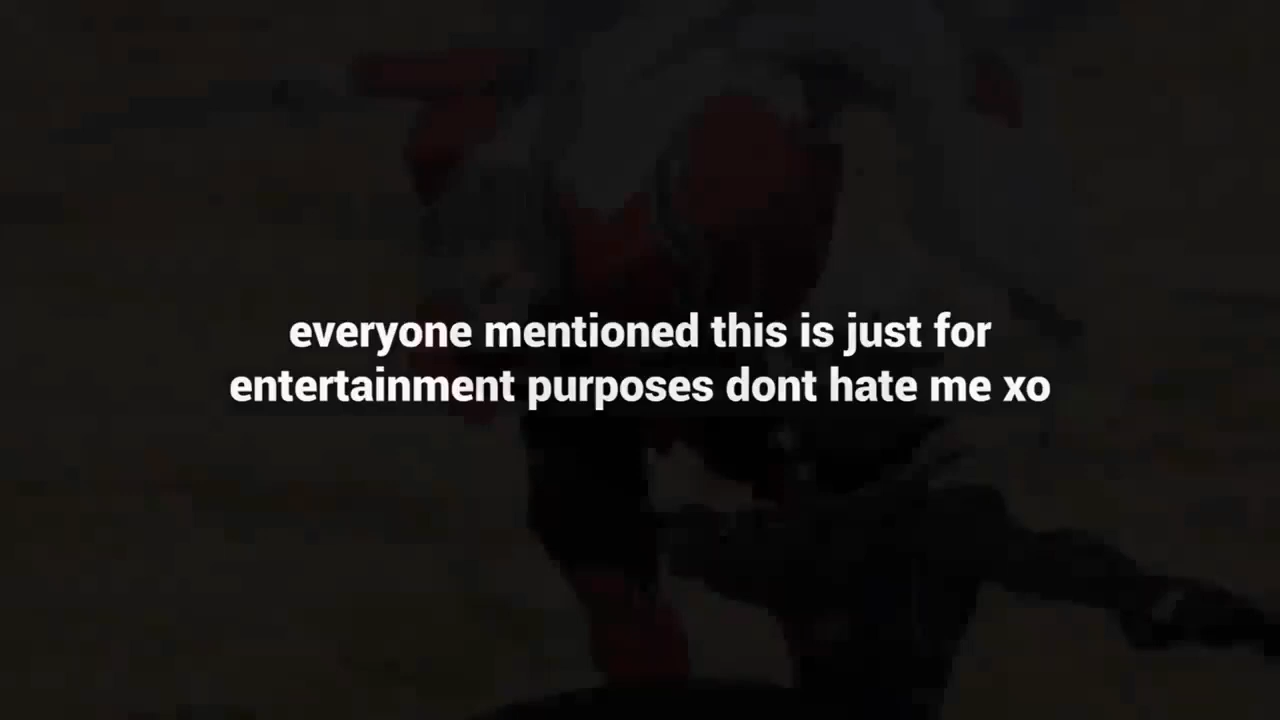 everyone mentioned this is just for
entertainment purposes dont hate me xo